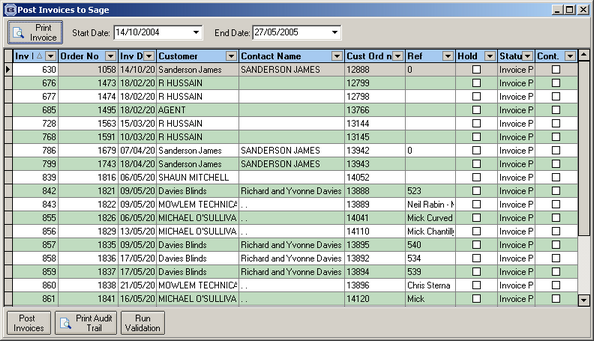 Post Invoices to Sage
Print Invoice Start Date: 14/10/2004 End Date: 27/05/2005
Inv I Order No Inv D Customer Contact Name Cust Ord n Ref Hold Statu Cont.
630 1058 14/10/20 Sanderson James SANDERSON JAMES 12888 0 Invoice P
676 1473 18/02/20 R HUSSAIN 12799 Invoice P
677 1474 18/02/20 R HUSSAIN 12798 Invoice P
685 1495 18/02/20 AGENT 13766 Invoice P
728 1563 15/03/20 R HUSSAIN 13144 Invoice P
768 1591 10/03/20 R HUSSAIN 13145 Invoice P
786 1679 07/04/20 Sanderson James SANDERSON JAMES 13942 0 Invoice P
799 1743 18/04/20 Sanderson James SANDERSON JAMES 13943 Invoice P
839 1816 06/05/20 SHAUN MITCHELL 14052 Invoice P
842 1821 09/05/20 Davies Blinds Richard and Yvonne Davies 13888 523 Invoice P
843 1822 09/05/20 MOWLEM TECHNICA . . 13889 Neil Rabin - M Invoice P
855 1826 06/05/20 MICHAEL O'SULLIVA . . 14041 Mick Curved Invoice P
856 1829 13/05/20 MICHAEL O'SULLIVA . . 14110 Mick Chantill Invoice P
857 1835 09/05/20 Davies Blinds Richard and Yvonne Davies 13895 540 Invoice P
858 1836 17/05/20 Davies Blinds Richard and Yvonne Davies 13892 534 Invoice P
859 1837 17/05/20 Davies Blinds Richard and Yvonne Davies 13894 539 Invoice P
860 1838 21/05/20 MOWLEM TECHNICA . . 13896 Chris Sterna Invoice P
861 1841 16/05/20 MICHAEL O'SULLIVA . . 14120 Mick Invoice P
Post Invoices Print Audit Trail Run Validation